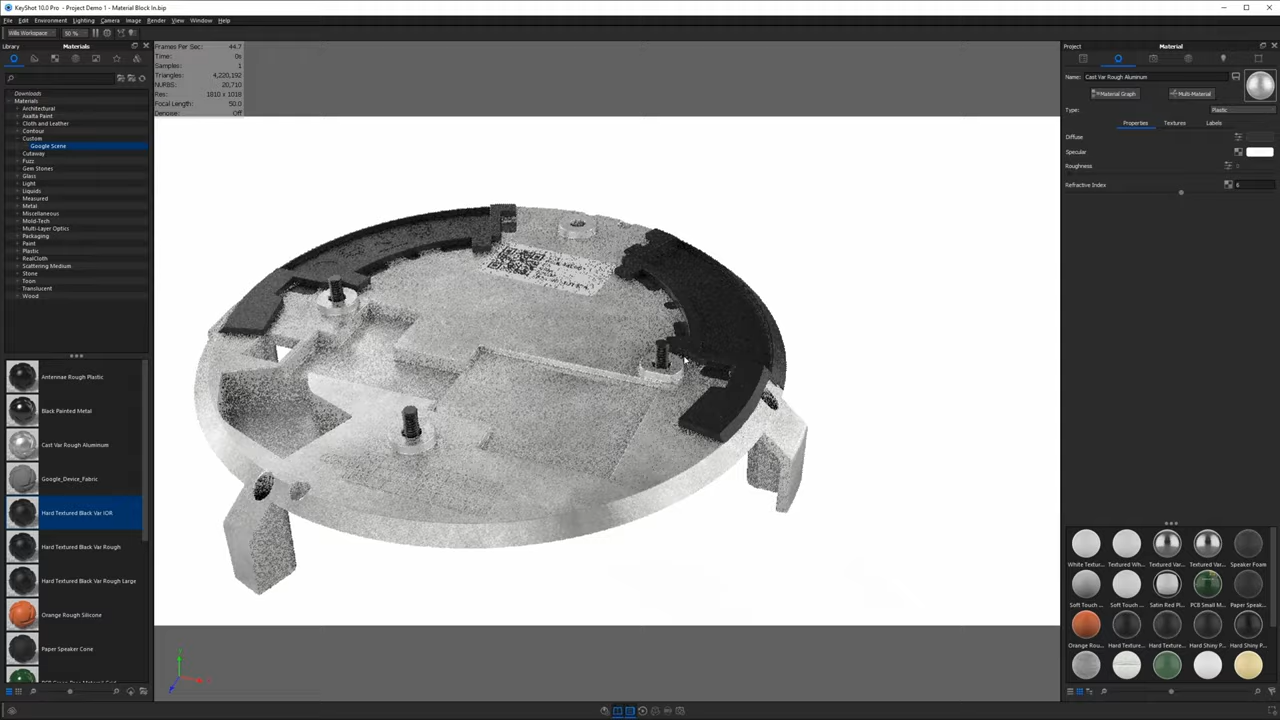 KeyShot 10.0 Pro - Project Demo 1 - Material Block In.bip
File Edit Environment Lighting Camera Image Render View Window Help
Wills Workspace 50 %
Library Materials
Downloads
Materials
Architectural
Axalta Paint
Cloth and Leather
Contour
Custom
Google Scene
Cutaway
Fuzz
Gem Stones
Glass
Light
Liquids
Measured
Metal
Miscellaneous
Mold-Tech
Multi-Layer Optics
Packaging
Paint
Plastic
RealCloth
Scattering Medium
Stone
Toon
Translucent
Wood
Antennae Rough Plastic
Black Painted Metal
Cast Var Rough Aluminum
Google_Device_Fabric
Hard Textured Black Var IOR
Hard Textured Black Var Rough
Hard Textured Black Var Rough Large
Orange Rough Silicone
Paper Speaker Cone
Frames Per Sec: 44.7
Time: 0s
Samples: 1
Triangles: 4,220,192
NURBS: 20,710
Res: 1810 x 1018
Focal Length: 50.0
Denoise: Off
Project Material
Name: Cast Var Rough Aluminum
Material Graph Multi-Material
Type: Plastic
Properties Textures Labels
Diffuse
Specular
Roughness
Refractive Index 6
White Texture Textured Wh... Textured Var... Textured Var... Speaker Foam
Soft Touch ... Soft Touch ... Satin Red Pl... PCB Small M... Paper Speak...
Orange Rou... Hard Texture... Hard Texture... Hard Shiny P... Hard Shiny P...